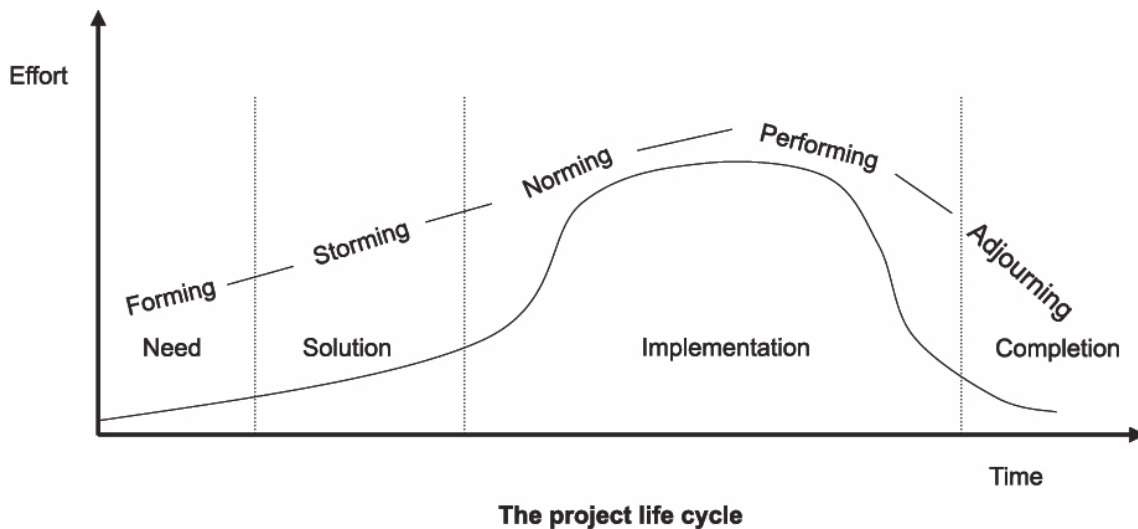 Effort
Performing
Norming
Storming
Adjourning
Forming
Need
Solution
Implementation
Completion
Time
The project life cycle